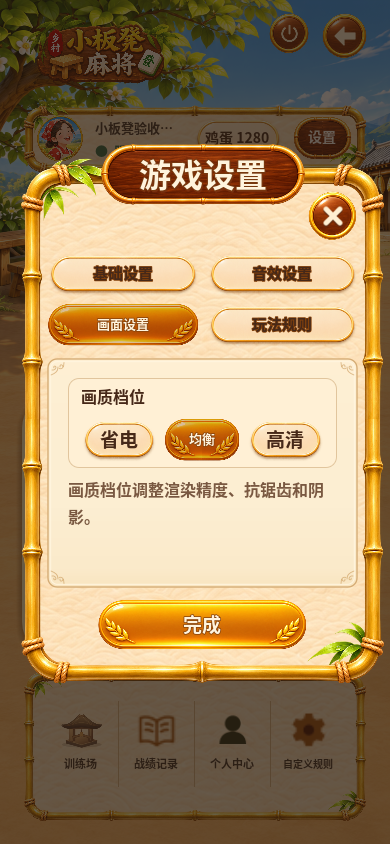 乡村
小板凳
麻将
發
小板凳验收…
鸡蛋 1280
设置
游戏设置
基础设置
音效设置
画面设置
玩法规则
画质档位
省电
均衡
高清
画质档位调整渲染精度、抗锯齿和阴
影。
完成
训练场
战绩记录
个人中心
自定义规则